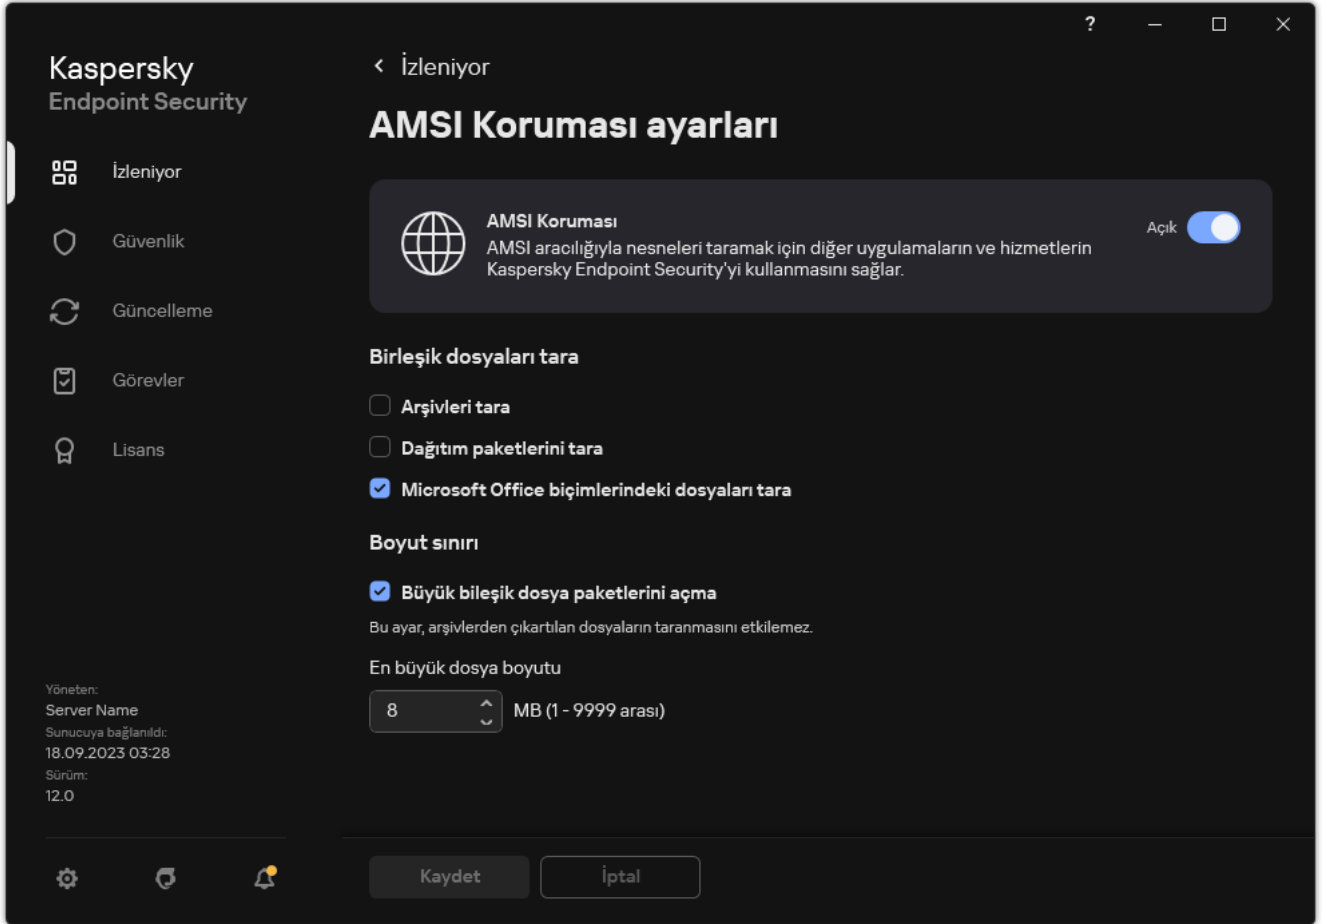 ?
Kaspersky
Endpoint Security
İzleniyor
Güvenlik
Güncelleme
Görevler
Lisans
Yöneten:
Server Name
Sunucuya bağlanıldı:
18.09.2023 03:28
Sürüm:
12.0
İzleniyor
AMSI Koruması ayarları
AMSI Koruması
AMSI aracılığıyla nesneleri taramak için diğer uygulamaların ve hizmetlerin
Kaspersky Endpoint Security'yi kullanmasını sağlar.
Açık
Birleşik dosyaları tara
Arşivleri tara
Dağıtım paketlerini tara
Microsoft Office biçimlerindeki dosyaları tara
Boyut sınırı
Büyük bileşik dosya paketlerini açma
Bu ayar, arşivlerden çıkartılan dosyaların taranmasını etkilemez.
En büyük dosya boyutu
8 MB (1 - 9999 arası)
Kaydet
İptal